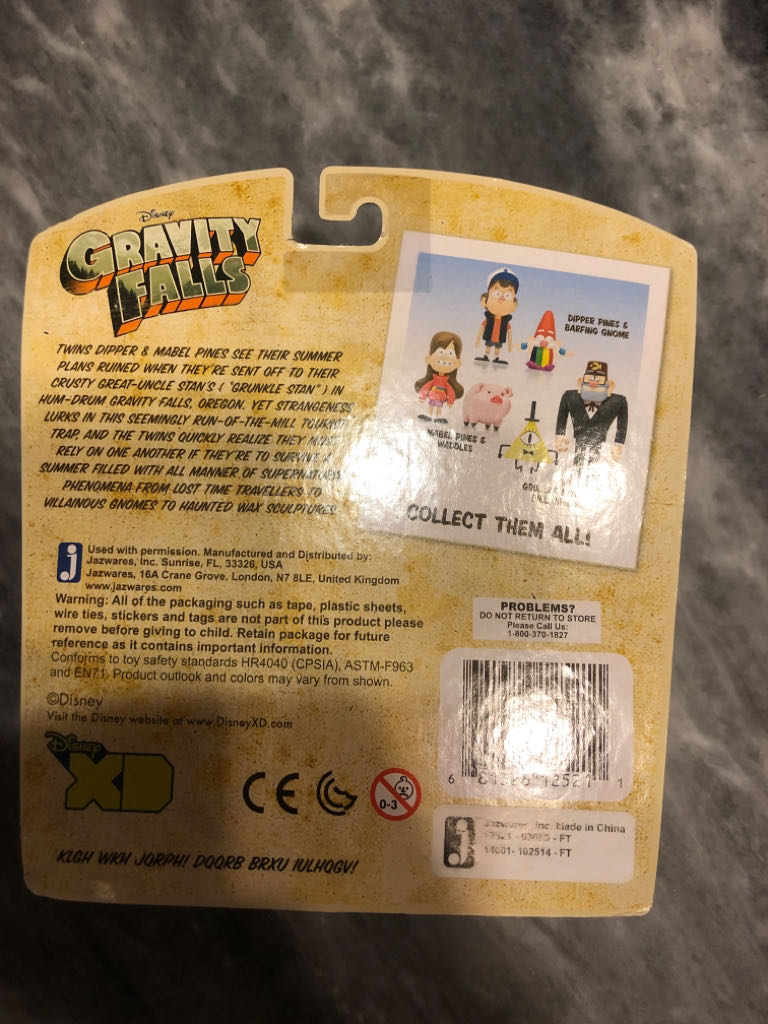 Disney
GRAVITY
FALLS
TWINS DIPPER & MABEL PINES SEE THEIR SUMMER
PLANS RUINED WHEN THEY'RE SENT OFF TO THEIR
CRUSTY GREAT-UNCLE STAN'S ( "GRUNKLE STAN" ) IN
HUM-DRUM GRAVITY FALLS, OREGON. YET STRANGENESS
LURKS IN THIS SEEMINGLY RUN-OF-THE-MILL TOURIST
TRAP, AND THE TWINS QUICKLY REALIZE THEY MUST
RELY ON ONE ANOTHER IF THEY'RE TO SURVIVE A
SUMMER FILLED WITH ALL MANNER OF SUPERNATURAL
PHENOMENA FROM LOST TIME TRAVELLERS TO
VILLAINOUS GNOMES TO HAUNTED WAX SCULPTURES.
DIPPER PINES &
BARFING GNOME
MABEL PINES &
WADDLES
COLLECT THEM ALL!
j
Used with permission. Manufactured and Distributed by:
Jazwares, Inc. Sunrise, FL, 33326, USA
Jazwares, 16A Crane Grove, London, N7 8LE, United Kingdom
www.jazwares.com
Warning: All of the packaging such as tape, plastic sheets,
wire ties, stickers and tags are not part of this product please
remove before giving to child. Retain package for future
reference as it contains important information.
Conforms to toy safety standards HR4040 (CPSIA), ASTM-F963
and EN71. Product outlook and colors may vary from shown.
©Disney
Visit the Disney website at www.DisneyXD.com
Disney
XD
CE
0-3
KLGH WKH JORPH! DQQRB BRXU IULHQGV!
PROBLEMS?
DO NOT RETURN TO STORE
Please Call Us:
1-800-370-1827
6 12521 1
j
Jazwares, Inc. Made in China
- FT
14001- 102514 - FT